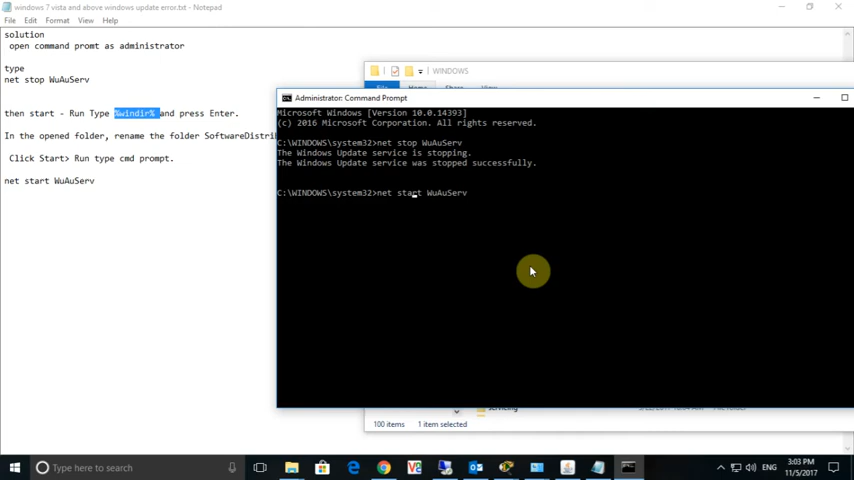 windows 7 vista and above windows update error.txt - Notepad
File Edit Format View Help
solution
open command promt as administrator
type
net stop WuAuServ
then start - Run Type %windir% and press Enter.
In the opened folder, rename the folder SoftwareDistri
Click Start> Run type cmd prompt.
net start WuAuServ
WINDOWS
File Home Share View
Administrator: Command Prompt
Microsoft Windows [Version 10.0.14393]
(c) 2016 Microsoft Corporation. All rights reserved.
C:\WINDOWS\system32>net stop WuAuServ
The Windows Update service is stopping.
The Windows Update service was stopped successfully.
C:\WINDOWS\system32>net start WuAuServ
servicing
100 items 1 item selected
Type here to search
ENG
3:03 PM
11/5/2017